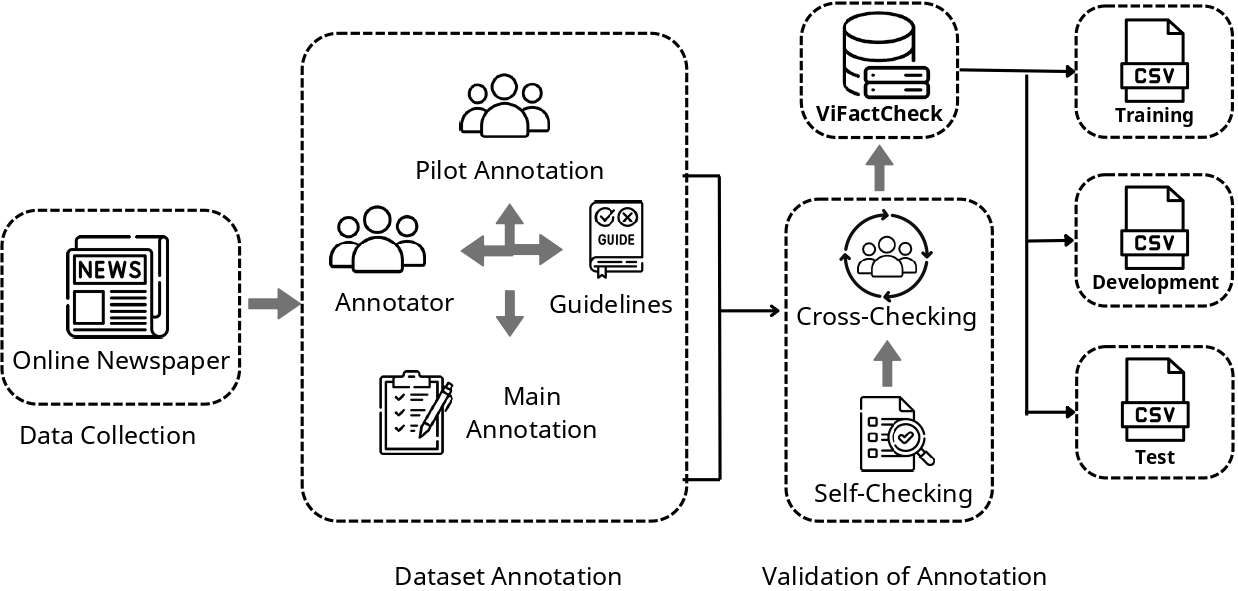 NEWS
Online Newspaper
Data Collection
Pilot Annotation
Annotator
GUIDE
Guidelines
Main
Annotation
Dataset Annotation
Cross-Checking
Self-Checking
Validation of Annotation
ViFactCheck
CSV
Training
CSV
Development
CSV
Test